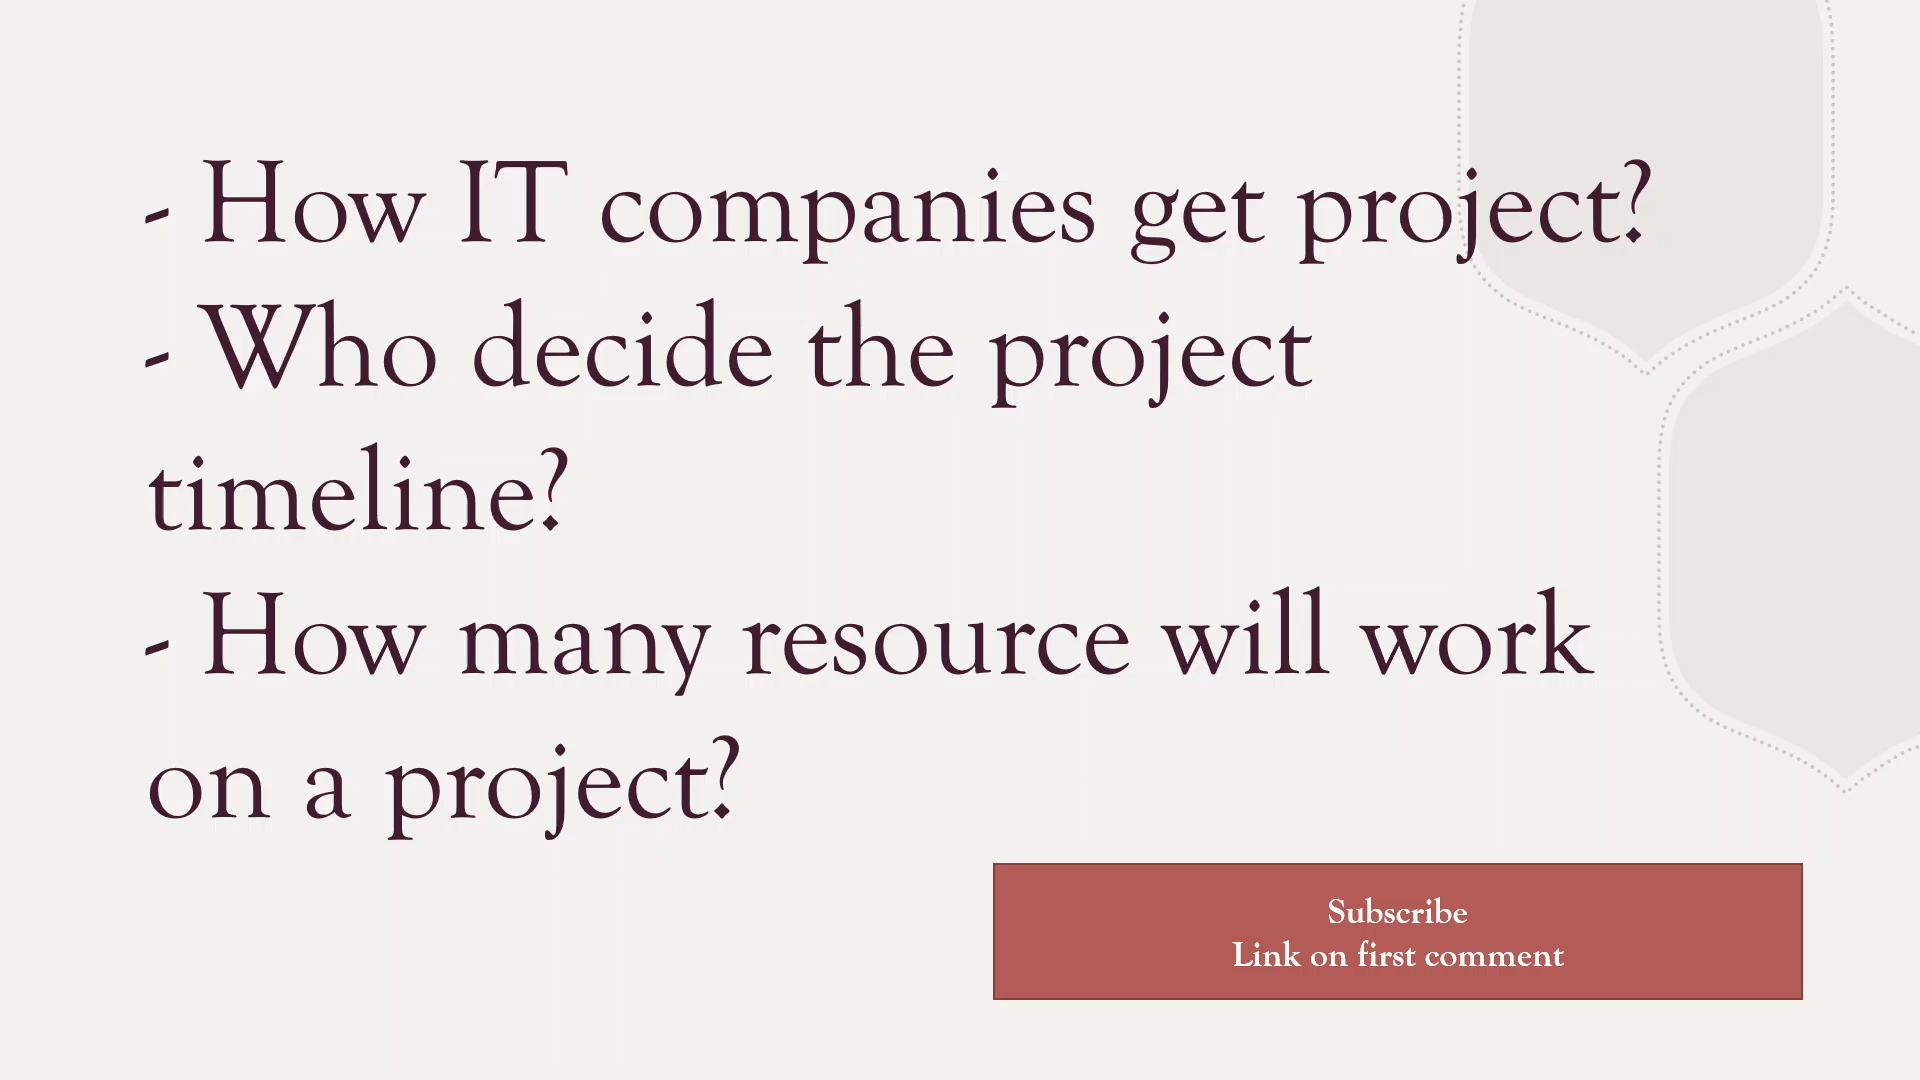 - How IT companies get project?
- Who decide the project
timeline?
- How many resource will work
on a project?
Subscribe
Link on first comment